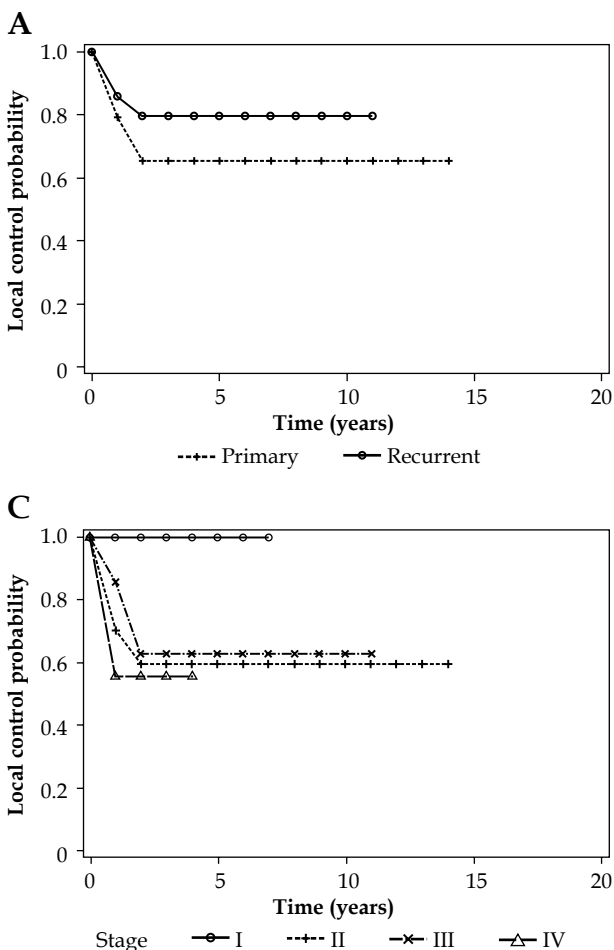 A
Local control probability
1.0
0.8
0.6
0.4
0.2
0
0 5 10 15 20
Time (years)
Primary Recurrent
C
Local control probability
1.0
0.8
0.6
0.4
0.2
0
0 5 10 15 20
Time (years)
Stage I II III IV